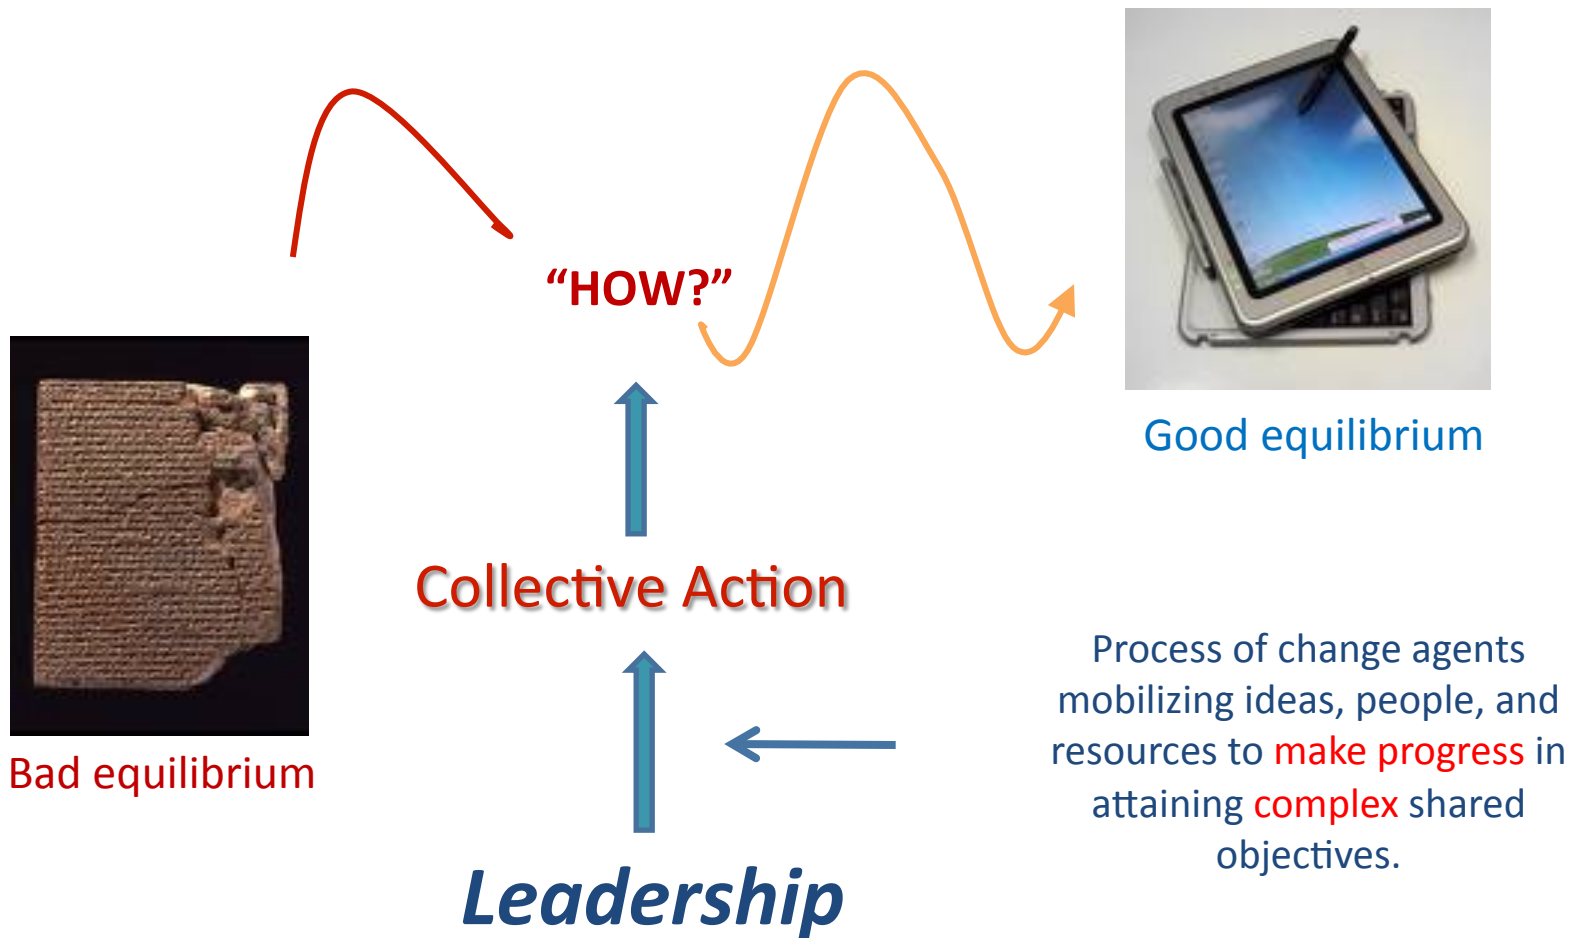 “HOW?”
Good equilibrium
Collective Action
Bad equilibrium
Process of change agents
mobilizing ideas, people, and
resources to make progress in
attaining complex shared
objectives.
Leadership